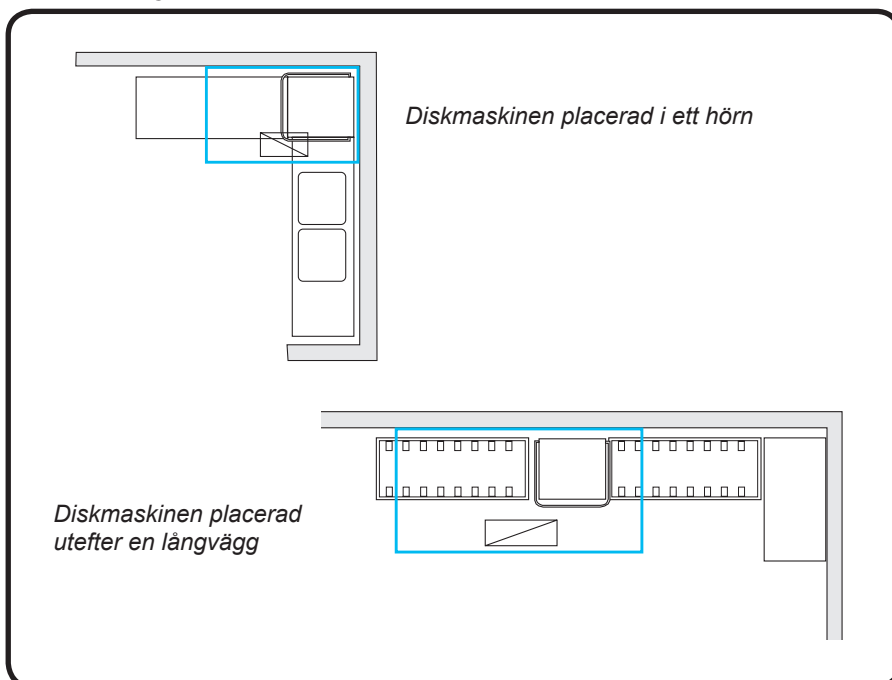 Diskmaskinen placerad i ett hörn
Diskmaskinen placerad
utefter en långvägg